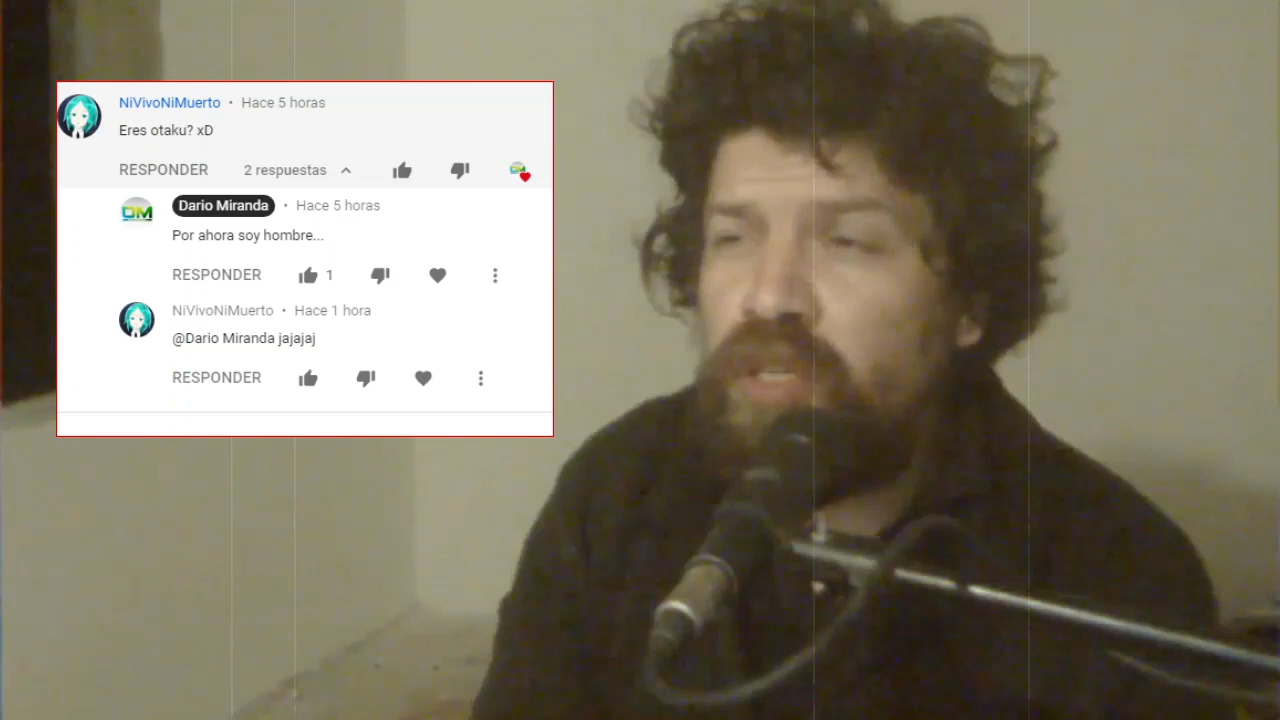 NiVivoNiMuerto • Hace 5 horas
Eres otaku? xD
RESPONDER 2 respuestas
DM
Dario Miranda • Hace 5 horas
Por ahora soy hombre...
RESPONDER 1
NiVivoNiMuerto • Hace 1 hora
@Dario Miranda jajajaj
RESPONDER